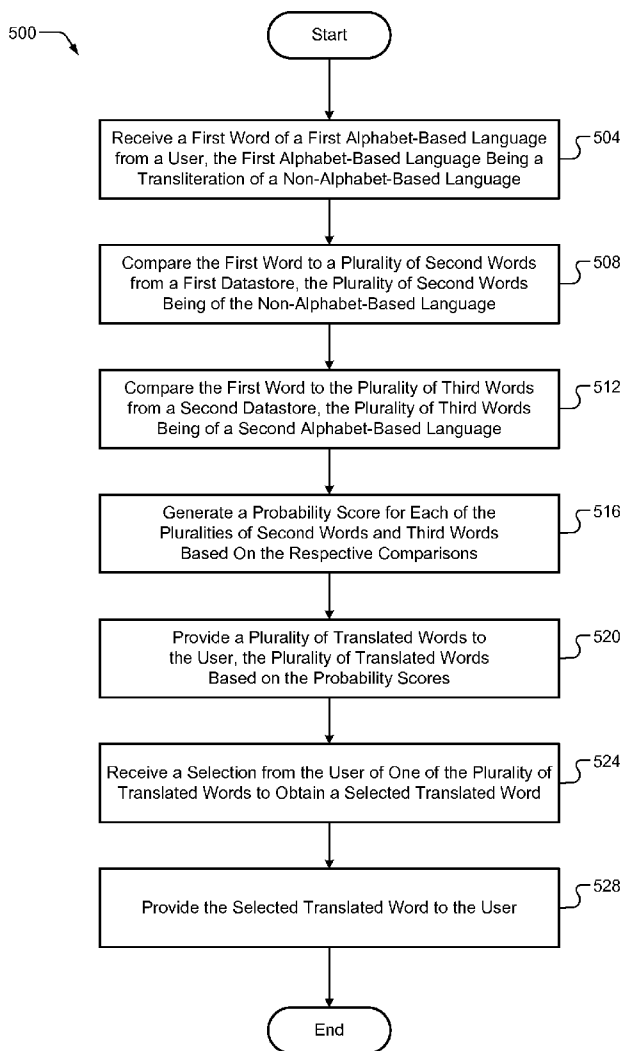 500
Start
Receive a First Word of a First Alphabet-Based Language
from a User, the First Alphabet-Based Language Being a
Transliteration of a Non-Alphabet-Based Language
504
Compare the First Word to a Plurality of Second Words
from a First Datastore, the Plurality of Second Words
Being of the Non-Alphabet-Based Language
508
Compare the First Word to the Plurality of Third Words
from a Second Datastore, the Plurality of Third Words
Being of a Second Alphabet-Based Language
512
Generate a Probability Score for Each of the
Pluralities of Second Words and Third Words
Based On the Respective Comparisons
516
Provide a Plurality of Translated Words to
the User, the Plurality of Translated Words
Based on the Probability Scores
520
Receive a Selection from the User of One of the Plurality of
Translated Words to Obtain a Selected Translated Word
524
Provide the Selected Translated Word to the User
528
End